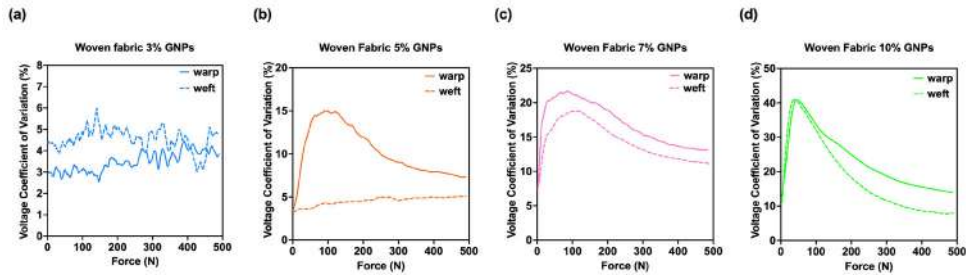 (a)
Woven fabric 3% GNPs
Voltage Coefficient of Variation (%)
8
7
6
5
4
3
2
1
0
0
100
200
300
400
500
Force (N)
warp
weft
(b)
Woven Fabric 5% GNPs
Voltage Coefficient of Variation (%)
20
15
10
5
0
0
100
200
300
400
500
Force (N)
warp
weft
(c)
Woven Fabric 7% GNPs
Voltage Coefficient of Variation (%)
25
20
15
10
5
0
0
100
200
300
400
500
Force (N)
warp
weft
(d)
Woven Fabric 10% GNPs
Voltage Coefficient of Variation (%)
50
40
30
20
10
0
0
100
200
300
400
500
Force (N)
warp
weft